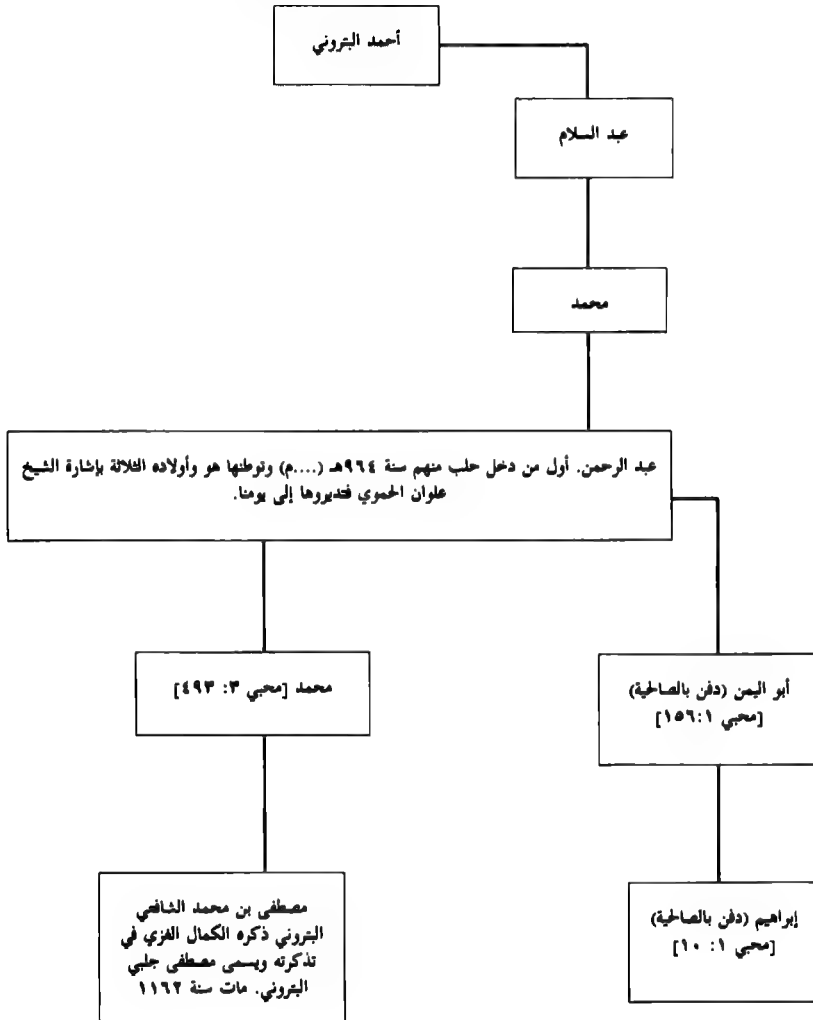 أحمد البتروني
عبد السلام
محمد
عبد الرحمن. أول من دخل حلب منهم سنة ٩٦٤هـ (....م) وتوطنها هو وأولاده الثلاثة بإشارة الشيخ
علوان الحموي فتديروها إلى يومنا.
محمد [محبي ٣: ٤٩٣]
أبو اليمن (دفن بالصالحية)
[محبي ١:١٥٦]
مصطفى بن محمد الشافعي
البتروني ذكره الكمال الغزي في
تذكرته ويسمى مصطفى جلبي
البتروني. مات سنة ١١٦٢
إبراهيم (دفن بالصالحية)
[محبي ١: ١٠]